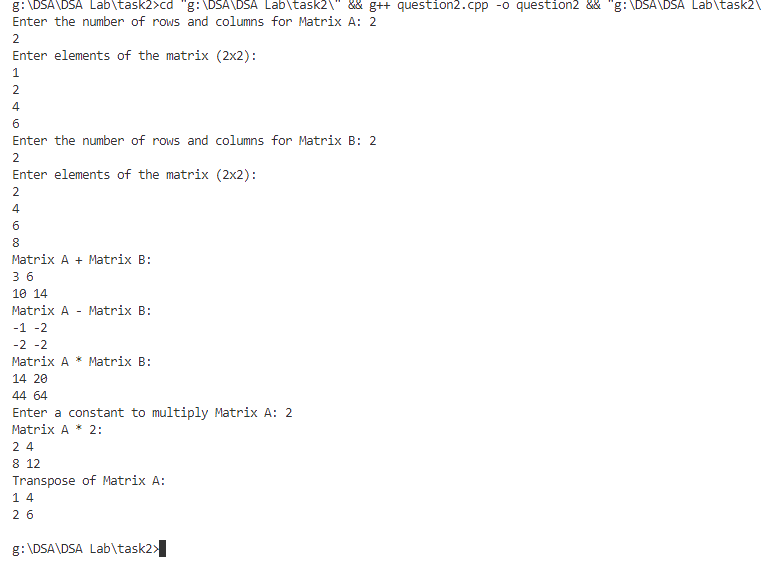 g:\DSA\DSA Lab\task2>cd "g:\DSA\DSA Lab\task2\" && g++ question2.cpp -o question2 && "g:\DSA\DSA Lab\task2\
Enter the number of rows and columns for Matrix A: 2
2
Enter elements of the matrix (2x2):
1
2
4
6
Enter the number of rows and columns for Matrix B: 2
2
Enter elements of the matrix (2x2):
2
4
6
8
Matrix A + Matrix B:
3 6
10 14
Matrix A - Matrix B:
-1 -2
-2 -2
Matrix A * Matrix B:
14 20
44 64
Enter a constant to multiply Matrix A: 2
Matrix A * 2:
2 4
8 12
Transpose of Matrix A:
1 4
2 6
g:\DSA\DSA Lab\task2>